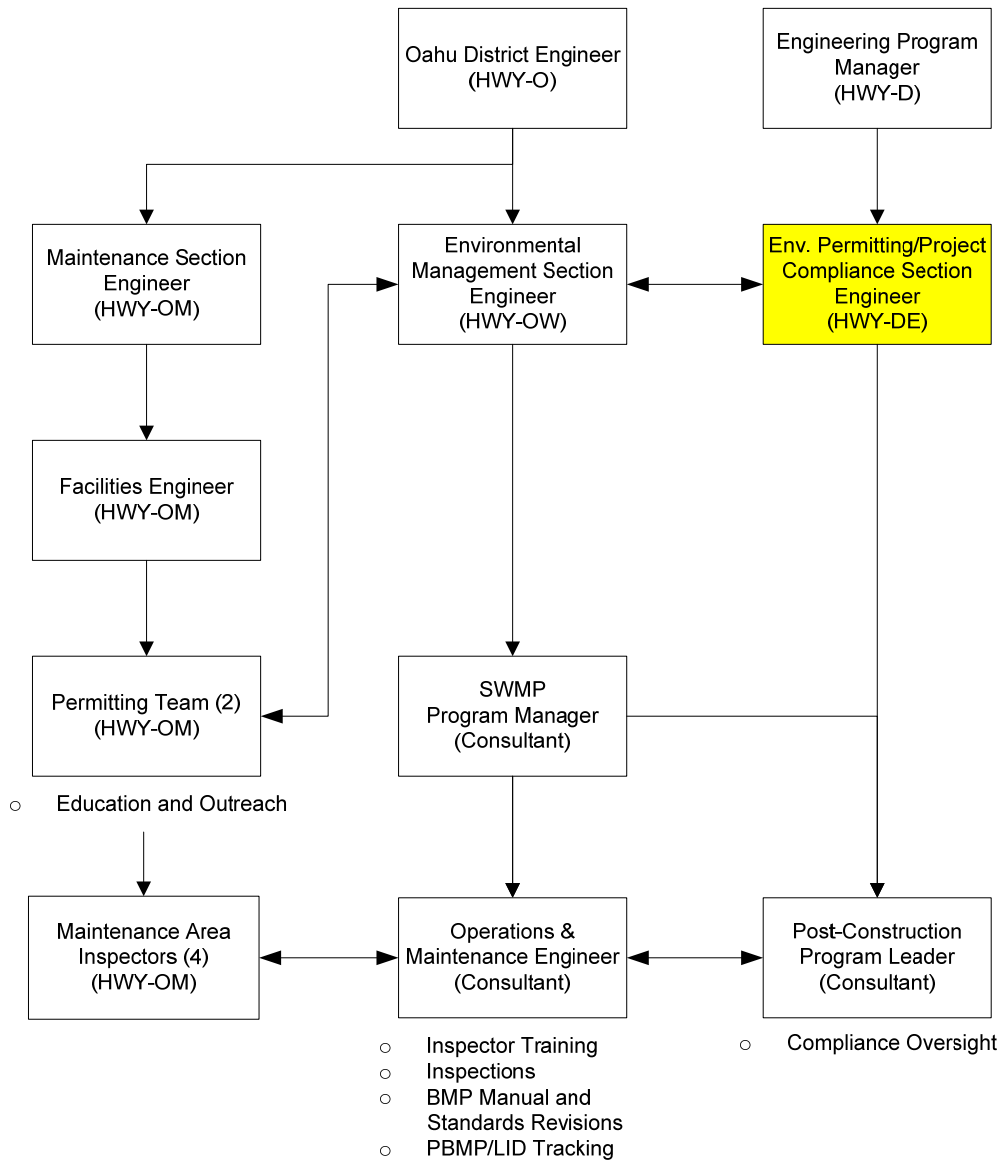 Oahu District Engineer
(HWY-O)
Engineering Program
Manager
(HWY-D)
Maintenance Section
Engineer
(HWY-OM)
Environmental
Management Section
Engineer
(HWY-OW)
Env. Permitting/Project
Compliance Section
Engineer
(HWY-DE)
Facilities Engineer
(HWY-OM)
Permitting Team (2)
(HWY-OM)
○ Education and Outreach
SWMP
Program Manager
(Consultant)
Maintenance Area
Inspectors (4)
(HWY-OM)
Operations &
Maintenance Engineer
(Consultant)
○ Inspector Training
○ Inspections
○ BMP Manual and
Standards Revisions
○ PBMP/LID Tracking
Post-Construction
Program Leader
(Consultant)
○ Compliance Oversight